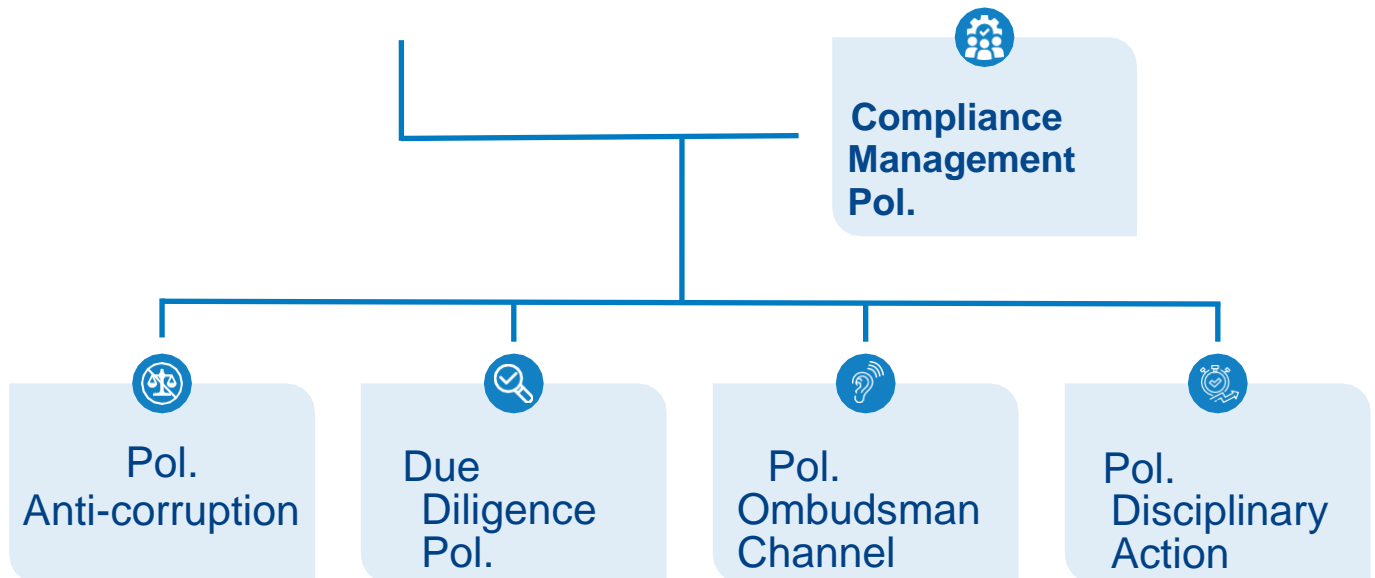 Compliance
Management
Pol.
Pol.
Anti-corruption
Due
Diligence
Pol.
Pol.
Ombudsman
Channel
Pol.
Disciplinary
Action